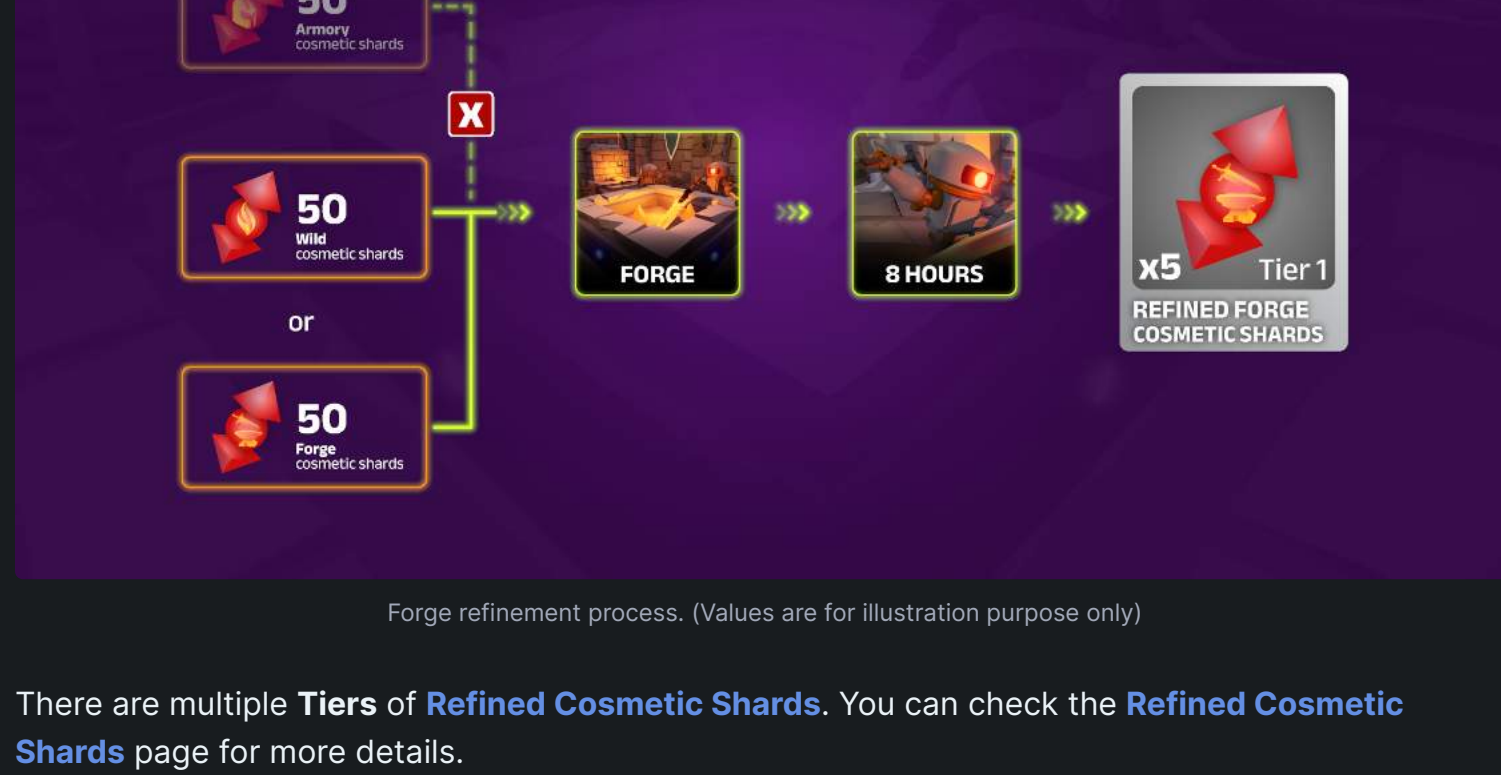 50
Armory
cosmetic shards
X
50
Wild
cosmetic shards
or
50
Forge
cosmetic shards
FORGE
8 HOURS
x5 Tier 1
REFINED FORGE
COSMETIC SHARDS
Forge refinement process. (Values are for illustration purpose only)
There are multiple Tiers of Refined Cosmetic Shards. You can check the Refined Cosmetic
Shards page for more details.